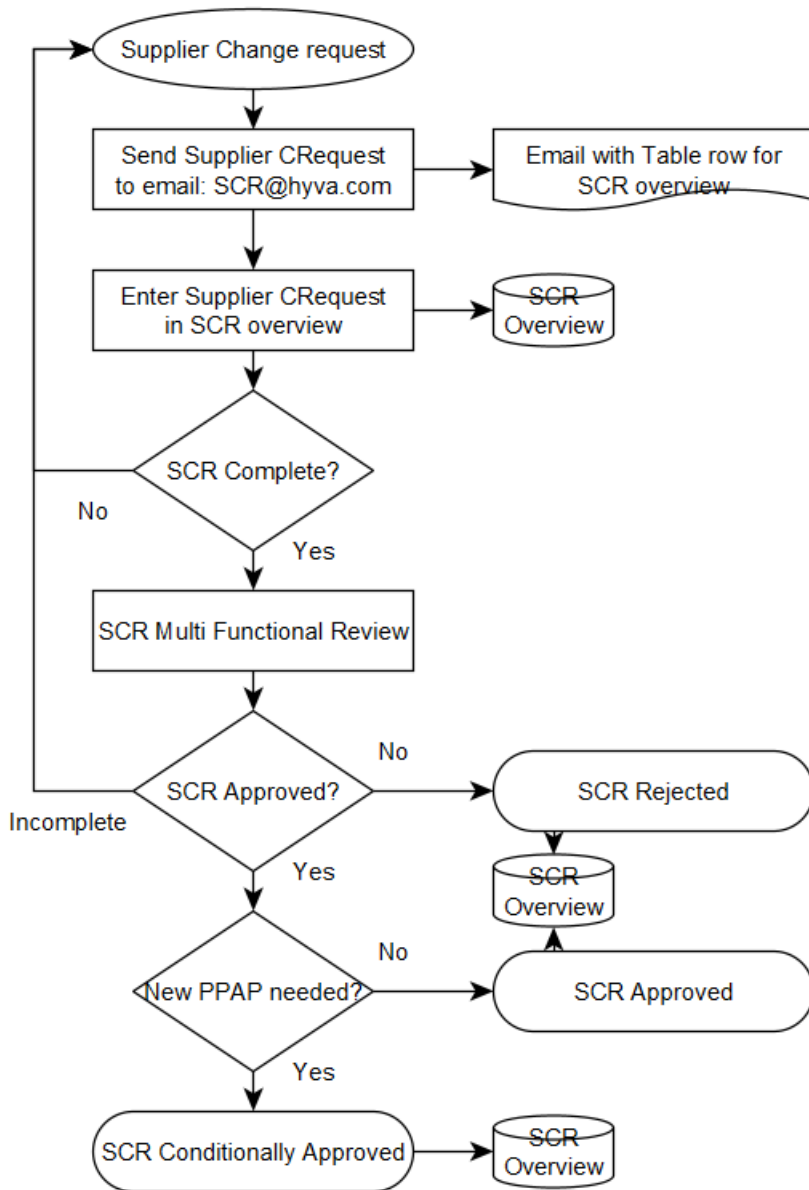 Supplier Change request
Send Supplier CRequest
to email: SCR@hyva.com
Email with Table row for
SCR overview
Enter Supplier CRequest
in SCR overview
SCR
Overview
SCR Complete?
No
Yes
SCR Multi Functional Review
SCR Approved?
No
SCR Rejected
Incomplete
Yes
SCR
Overview
New PPAP needed?
No
SCR Approved
Yes
SCR Conditionally Approved
SCR
Overview